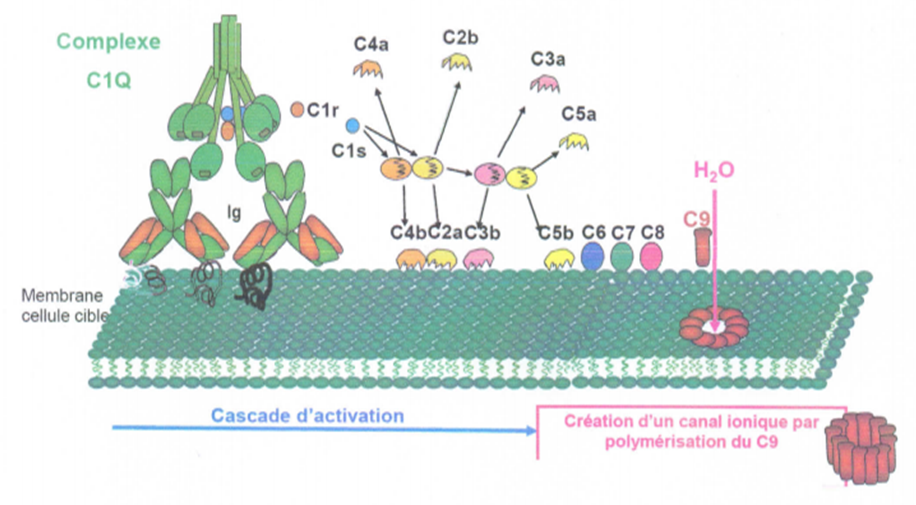 Complexe
C1Q
C4a
C2b
C3a
C5a
C1r
C1s
H₂O
Ig
C4b
C2a
C3b
C5b
C6
C7
C8
C9
Membrane
cellule cible
Cascade d'activation
Création d'un canal ionique par
polymérisation du C9